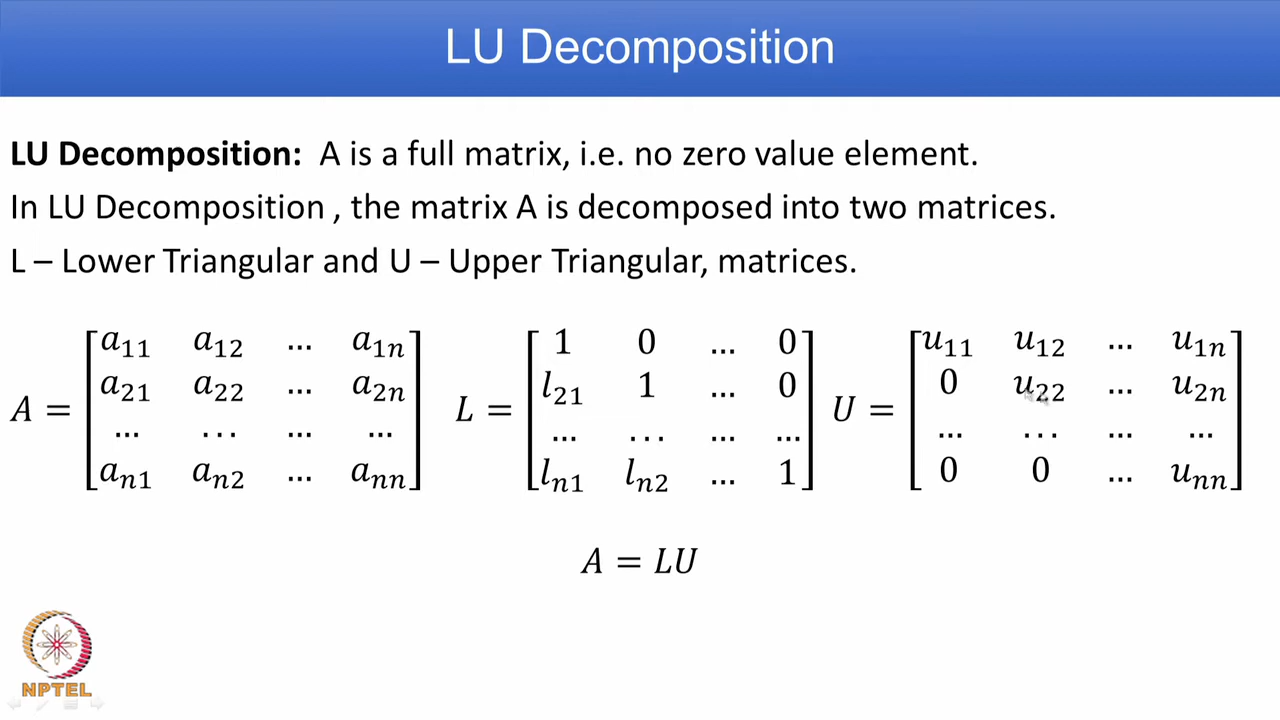 LU Decomposition
LU Decomposition: A is a full matrix, i.e. no zero value element.
In LU Decomposition , the matrix A is decomposed into two matrices.
L – Lower Triangular and U – Upper Triangular, matrices.
A = [a₁₁ a₁₂ ... a₁ₙ
a₂₁ a₂₂ ... a₂ₙ
... ... ... ...
aₙ₁ aₙ₂ ... aₙₙ]
L = [1 0 ... 0
l₂₁ 1 ... 0
... ... ... ...
lₙ₁ lₙ₂ ... 1]
U = [u₁₁ u₁₂ ... u₁ₙ
0 u₂₂ ... u₂ₙ
... ... ... ...
0 0 ... uₙₙ]
A = LU
NPTEL